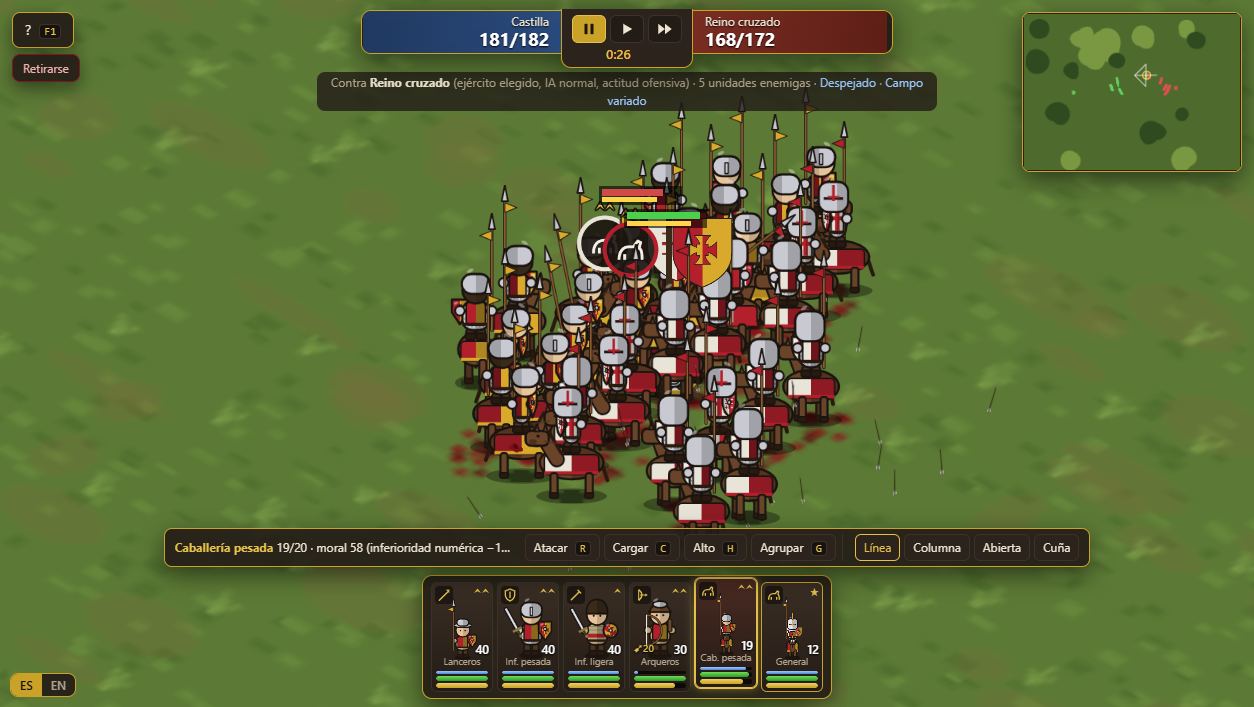 ? F1
Retirarse
Castilla
181/182
0:26
Reino cruzado
168/172
Contra Reino cruzado (ejército elegido, IA normal, actitud ofensiva) · 5 unidades enemigas · Despejado · Campo
variado
Caballería pesada 19/20 · moral 58 (inferioridad numérica −1...
Atacar R
Cargar C
Alto H
Agrupar G
Línea
Columna
Abierta
Cuña
40
Lanceros
40
Inf. pesada
40
Inf. ligera
20
30
Arqueros
19
Cab. pesada
12
General
ES EN